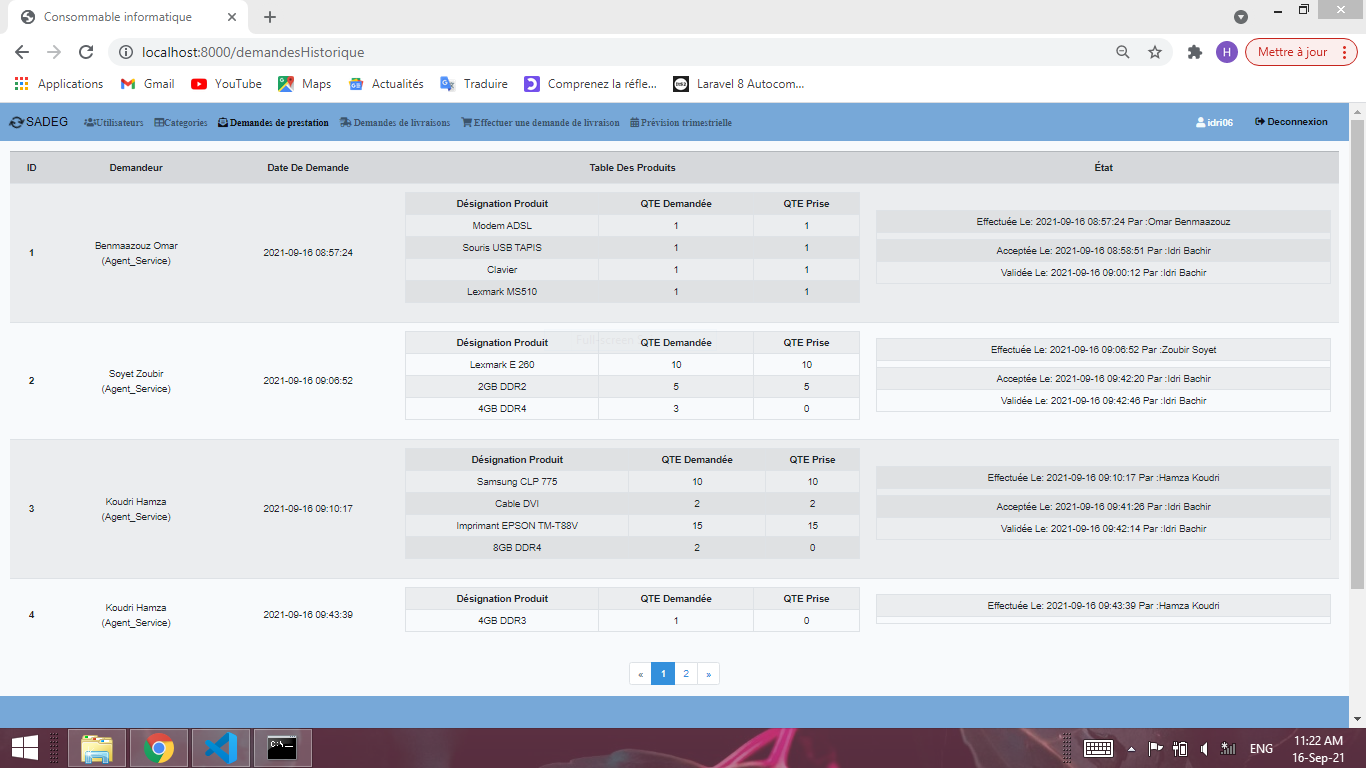 Consommable informatique
localhost:8000/demandesHistorique
H
Mettre à jour
Applications Gmail YouTube Maps Actualités Traduire Comprenez la réfle... Laravel 8 Autocom...
SADEG Utilisateurs Categories Demandes de prestation Demandes de livraisons Effectuer une demande de livraison Prévision trimestrielle idri06 Deconnexion
ID Demandeur Date De Demande Table Des Produits État
1
Benmaazouz Omar
(Agent_Service)
2021-09-16 08:57:24
Désignation Produit QTE Demandée QTE Prise
Modem ADSL 1 1
Souris USB TAPIS 1 1
Clavier 1 1
Lexmark MS510 1 1
Effectuée Le: 2021-09-16 08:57:24 Par :Omar Benmaazouz
Acceptée Le: 2021-09-16 08:58:51 Par :Idri Bachir
Validée Le: 2021-09-16 09:00:12 Par :Idri Bachir
2
Soyet Zoubir
(Agent_Service)
2021-09-16 09:06:52
Désignation Produit QTE Demandée QTE Prise
Lexmark E 260 10 10
2GB DDR2 5 5
4GB DDR4 3 0
Effectuée Le: 2021-09-16 09:06:52 Par :Zoubir Soyet
Acceptée Le: 2021-09-16 09:42:20 Par :Idri Bachir
Validée Le: 2021-09-16 09:42:46 Par :Idri Bachir
3
Koudri Hamza
(Agent_Service)
2021-09-16 09:10:17
Désignation Produit QTE Demandée QTE Prise
Samsung CLP 775 10 10
Cable DVI 2 2
Imprimant EPSON TM-T88V 15 15
8GB DDR4 2 0
Effectuée Le: 2021-09-16 09:10:17 Par :Hamza Koudri
Acceptée Le: 2021-09-16 09:41:26 Par :Idri Bachir
Validée Le: 2021-09-16 09:42:14 Par :Idri Bachir
4
Koudri Hamza
(Agent_Service)
2021-09-16 09:43:39
Désignation Produit QTE Demandée QTE Prise
4GB DDR3 1 0
Effectuée Le: 2021-09-16 09:43:39 Par :Hamza Koudri
« 1 2 »
ENG
11:22 AM
16-Sep-21